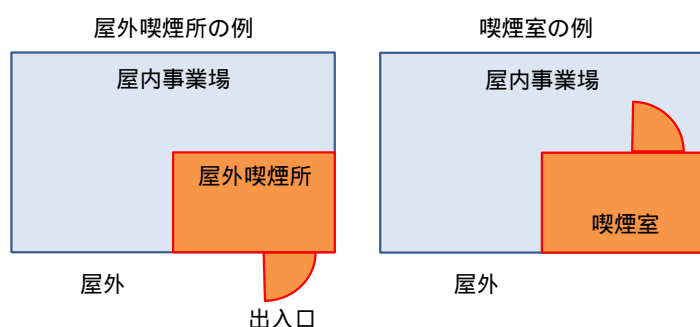 屋外喫煙所の例
屋内事業場
屋外喫煙所
屋外
出入口
喫煙室の例
屋内事業場
喫煙室
屋外